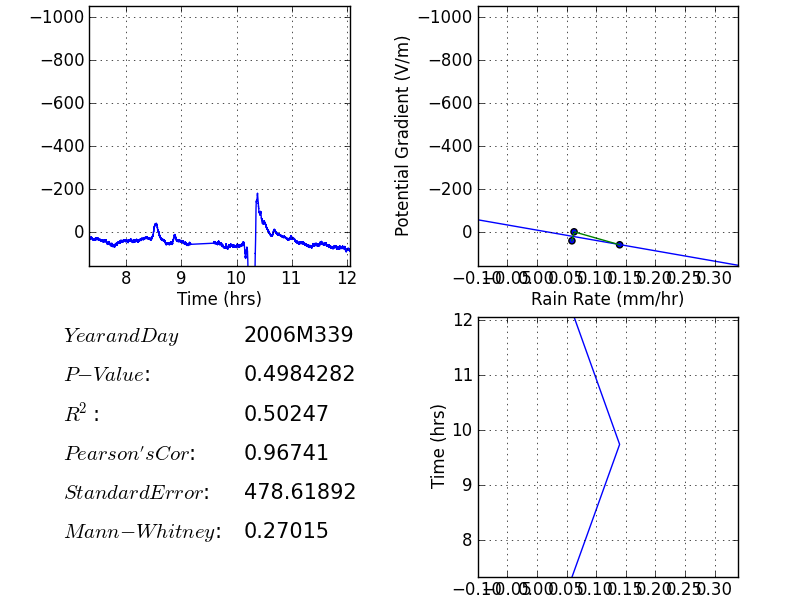 −1000
−800
−600
−400
−200
0
8 9 10 11 12
Time (hrs)
Potential Gradient (V/m)
−1000
−800
−600
−400
−200
0
−0.10 −0.05 0.00 0.05 0.10 0.15 0.20 0.25 0.30
Rain Rate (mm/hr)
YearandDay 2006M339
P−Value: 0.4984282
R²: 0.50247
Pearson'sCor: 0.96741
StandardError: 478.61892
Mann−Whitney: 0.27015
Time (hrs)
12
11
10
9
8
−0.10 −0.05 0.00 0.05 0.10 0.15 0.20 0.25 0.30